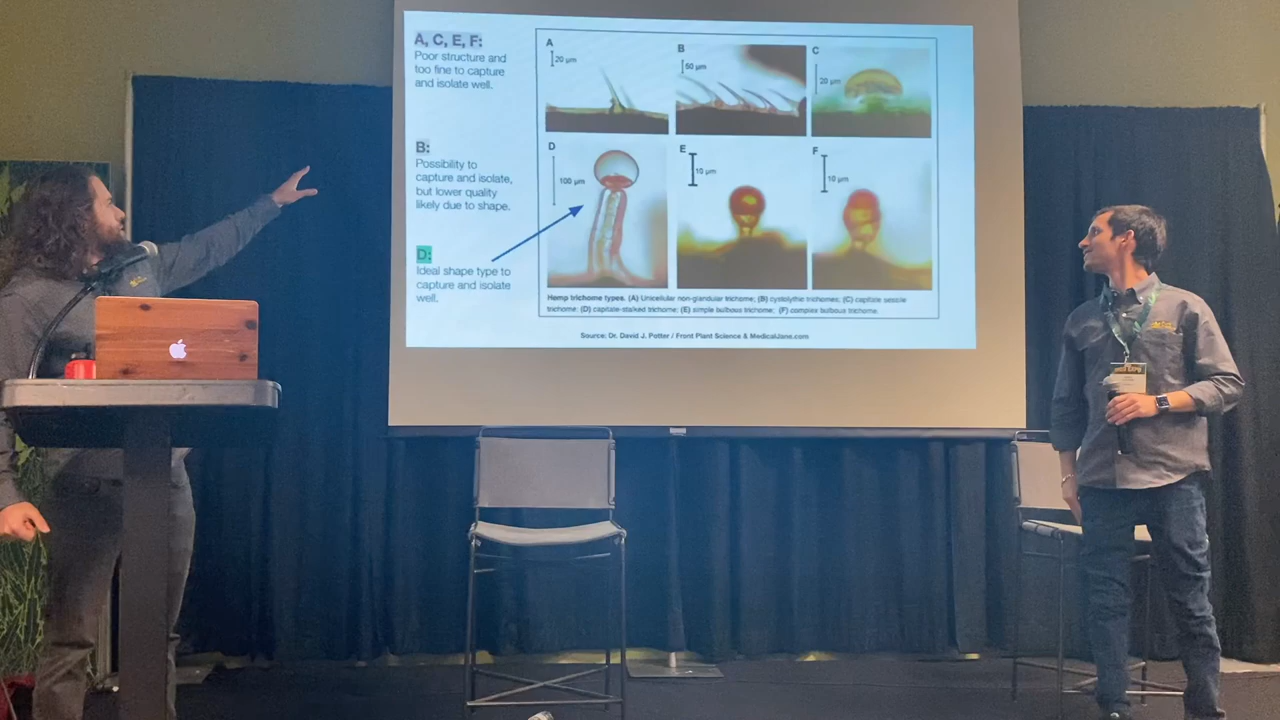 A, C, E, F:
Poor structure and
too fine to capture
and isolate well.
B:
Possibility to
capture and isolate,
but lower quality
likely due to shape.
D:
Ideal shape type to
capture and isolate
well.
A
20 μm
B
50 μm
C
20 μm
D
100 μm
E
10 μm
F
10 μm
Hemp trichome types. (A) Unicellular non-glandular trichome; (B) cystolythic trichomes; (C) capitate sessile
trichome; (D) capitate-stalked trichome; (E) simple bulbous trichome; (F) complex bulbous trichome.
Source: Dr. David J. Potter / Front Plant Science & MedicalJane.com